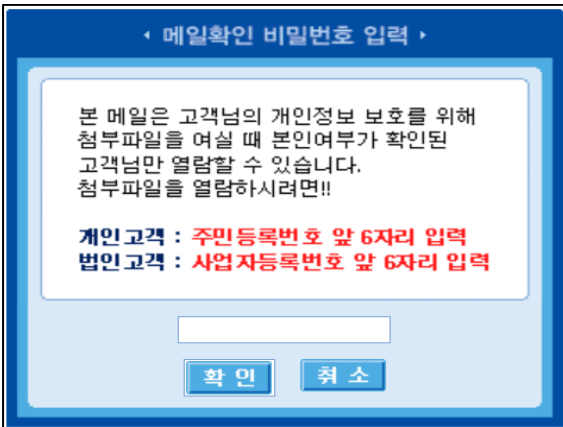 메일확인 비밀번호 입력
본 메일은 고객님의 개인정보 보호를 위해
첨부파일을 여실 때 본인여부가 확인된
고객님만 열람할 수 있습니다.
첨부파일을 열람하시려면!!
개인고객 : 주민등록번호 앞 6자리 입력
법인고객 : 사업자등록번호 앞 6자리 입력
확 인 취 소